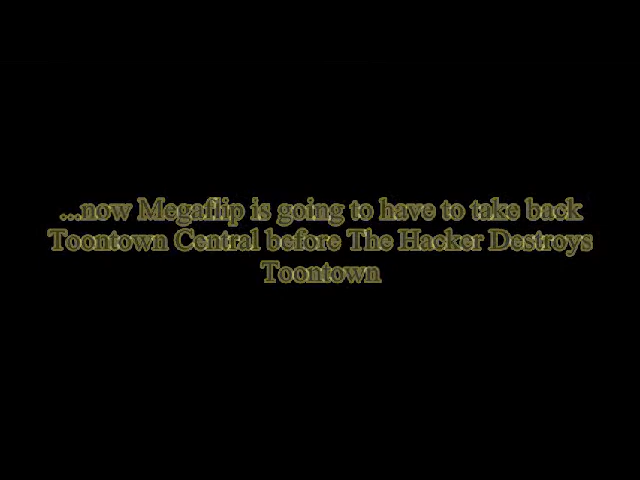 ...now Megaflip is going to have to take back
Toontown Central before The Hacker Destroys
Toontown